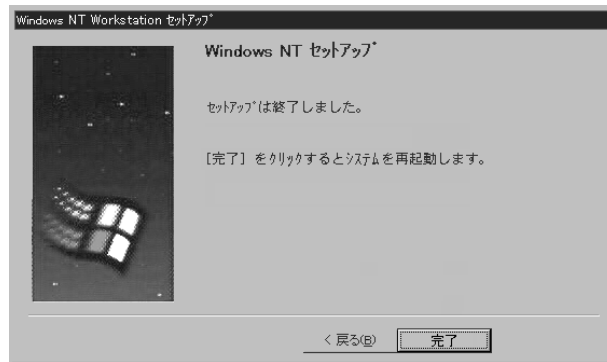 Windows NT Workstation ｾｯﾄｱｯﾌﾟ
Windows NT ｾｯﾄｱｯﾌﾟ
ｾｯﾄｱｯﾌﾟは終了しました。
[完了] をｸﾘｯｸするとｼｽﾃﾑを再起動します。
< 戻る(B)
完了